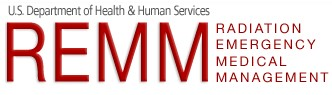 U.S. Department of Health & Human Services
REMM
RADIATION
EMERGENCY
MEDICAL
MANAGEMENT